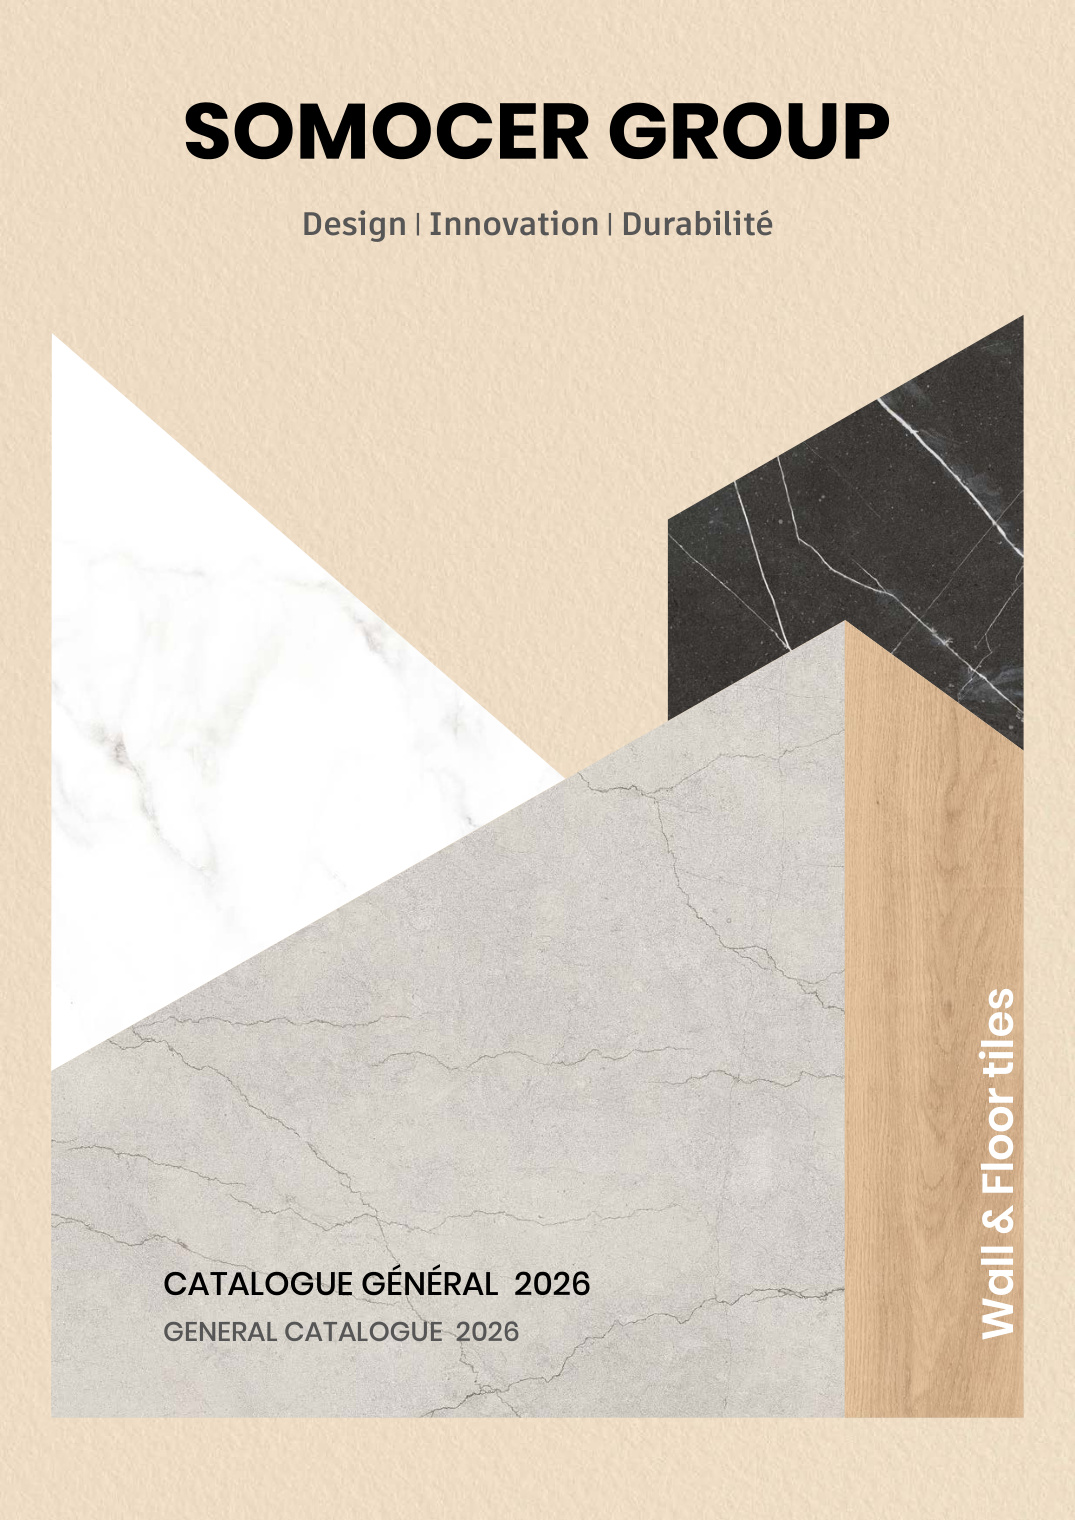 SOMOCER GROUP
Design | Innovation | Durabilité
Wall & Floor tiles
CATALOGUE GÉNÉRAL 2026
GENERAL CATALOGUE 2026